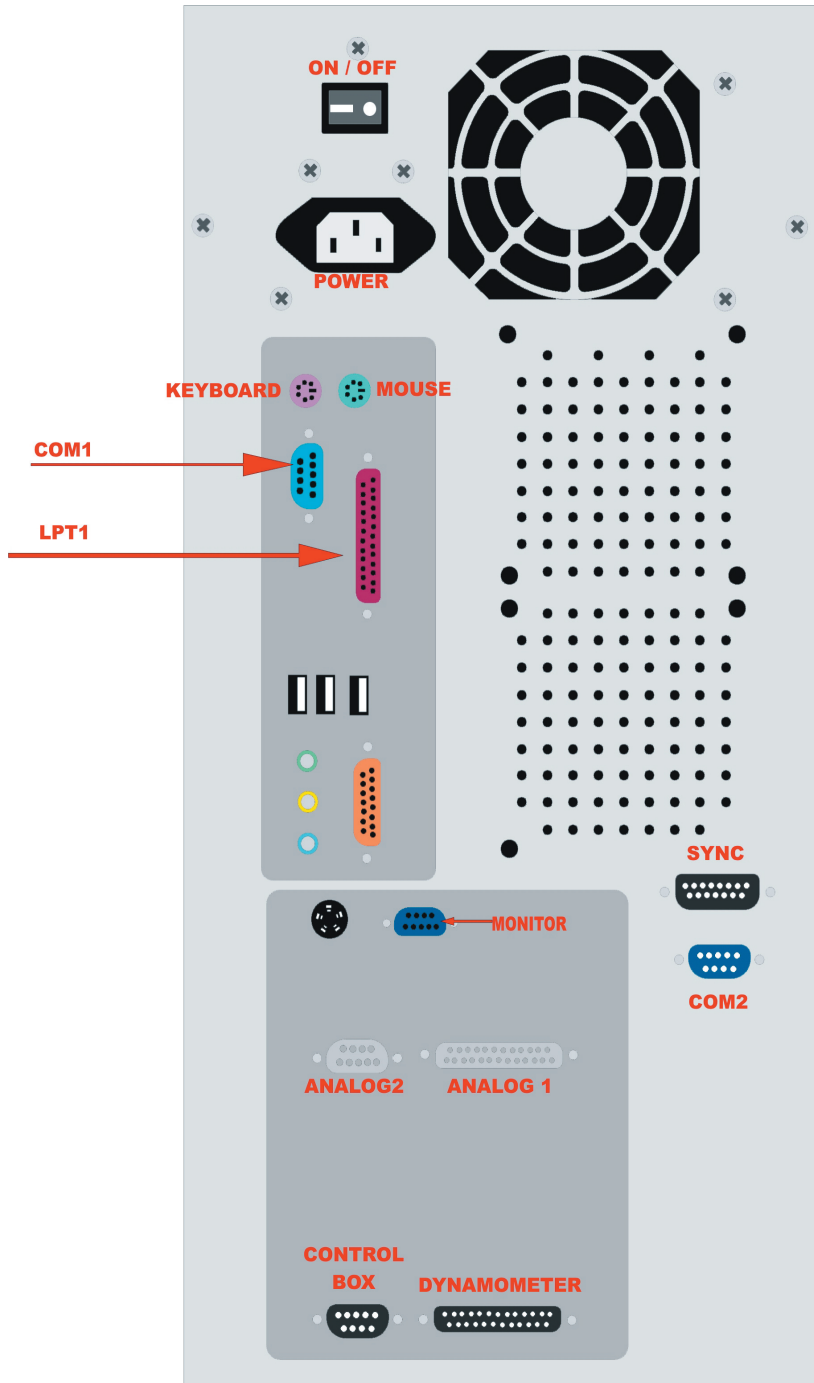 ON / OFF
POWER
KEYBOARD
MOUSE
COM1
LPT1
SYNC
MONITOR
COM2
ANALOG2
ANALOG 1
CONTROL
BOX
DYNAMOMETER